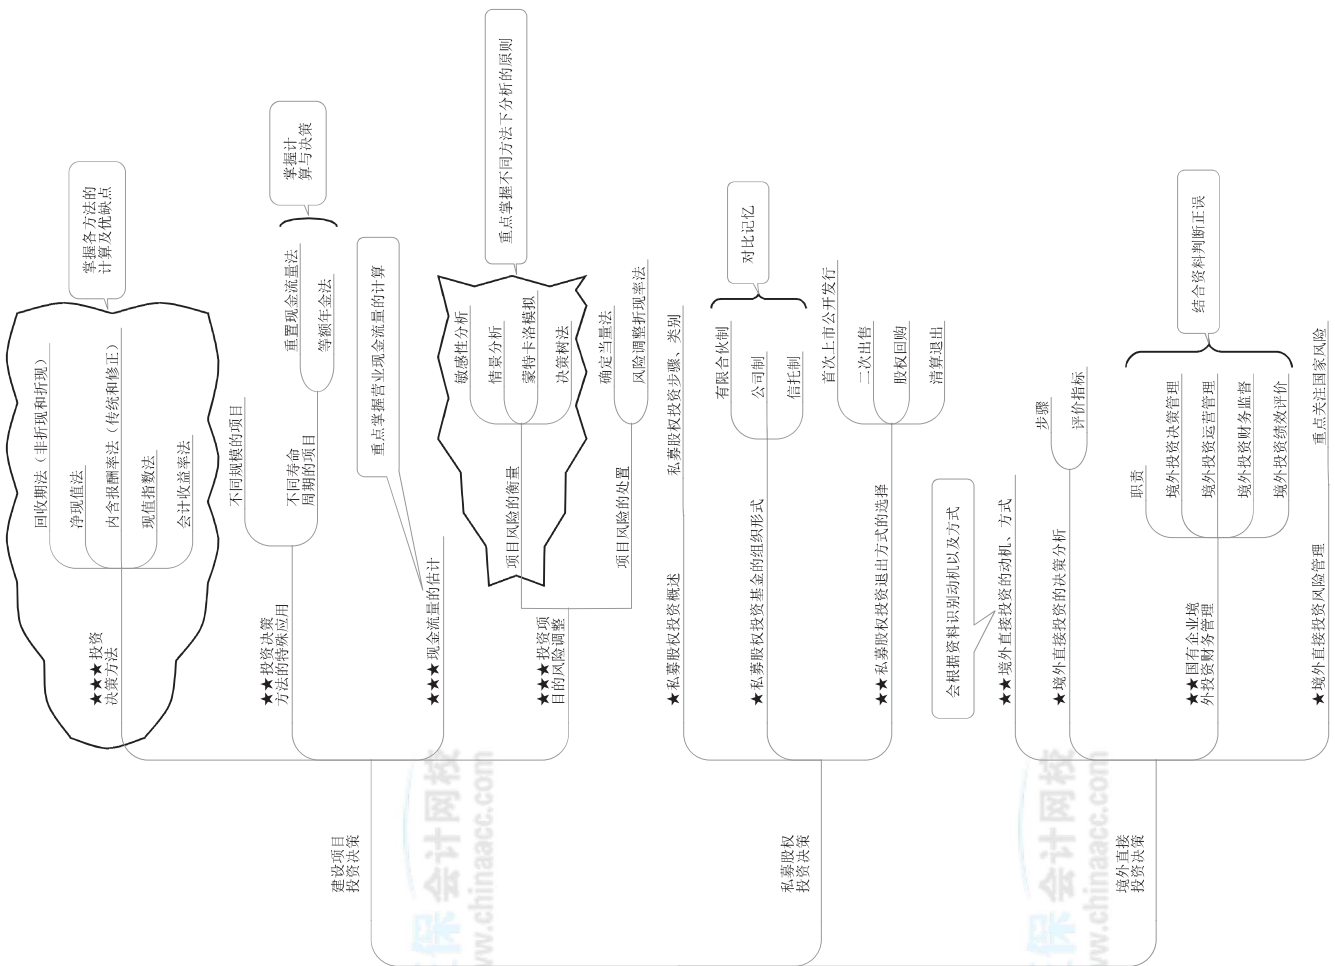 建设项目
投资决策
★★★投资
决策方法
回收期法（非折现和折现）
净现值法
内含报酬率法（传统和修正）
现值指数法
会计收益率法
掌握各方法的
计算及优缺点
★★投资决策
方法的特殊应用
不同规模的项目
不同寿命
周期的项目
重置现金流量法
等额年金法
掌握计
算与决策
★★★现金流量的估计
重点掌握营业现金流量的计算
★★★投资项
目的风险调整
项目风险的衡量
敏感性分析
情景分析
蒙特卡洛模拟
决策树法
重点掌握不同方法下分析的原则
项目风险的处置
确定当量法
风险调整折现率法
私募股权
投资决策
★私募股权投资概述
私募股权投资步骤、类别
★私募股权投资基金的组织形式
有限合伙制
公司制
信托制
对比记忆
★★私募股权投资退出方式的选择
首次上市公开发行
二次出售
股权回购
清算退出
境外直接
投资决策
★★境外直接投资的动机、方式
会根据资料识别动机以及方式
★境外直接投资的决策分析
步骤
评价指标
★★国有企业境
外投资财务管理
职责
境外投资决策管理
境外投资运营管理
境外投资财务监督
境外投资绩效评价
结合资料判断正误
★境外直接投资风险管理
重点关注国家风险
保会计网校
www.chinaacc.com
保会计网校
www.chinaacc.com